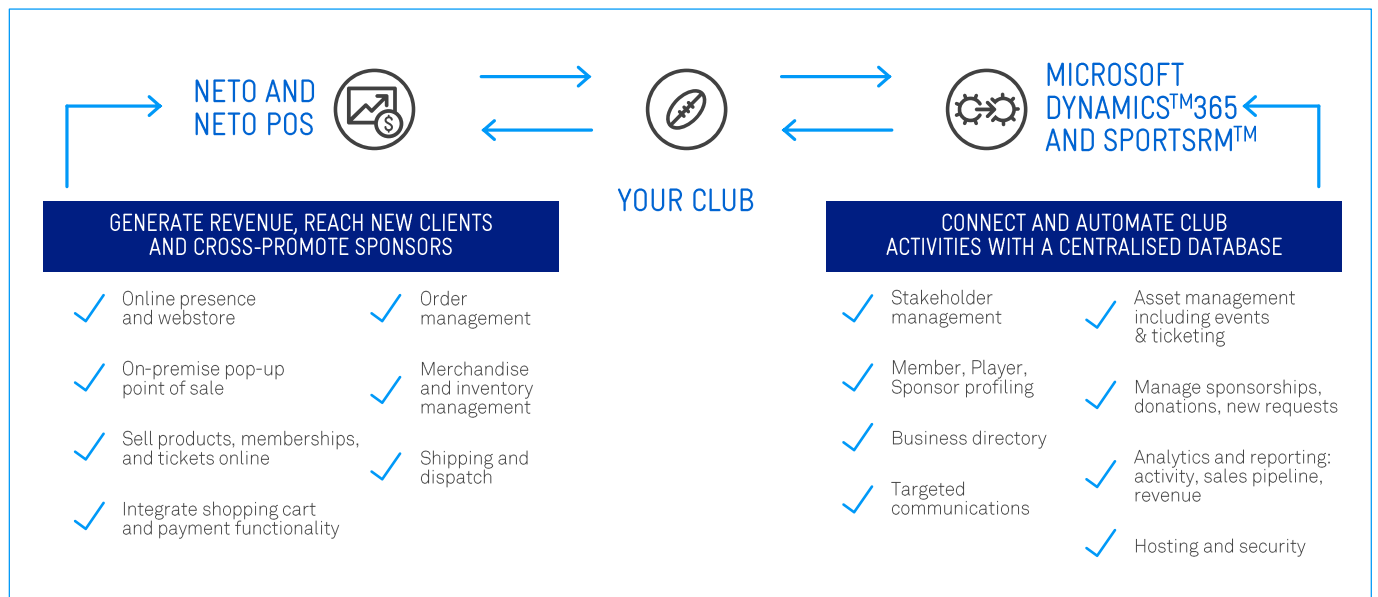 NETO AND
NETO POS
$
YOUR CLUB
MICROSOFT
DYNAMICS™365
AND SPORTSRM™
GENERATE REVENUE, REACH NEW CLIENTS
AND CROSS-PROMOTE SPONSORS
Online presence
and webstore
On-premise pop-up
point of sale
Sell products, memberships,
and tickets online
Integrate shopping cart
and payment functionality
Order
management
Merchandise
and inventory
management
Shipping and
dispatch
CONNECT AND AUTOMATE CLUB
ACTIVITIES WITH A CENTRALISED DATABASE
Stakeholder
management
Member, Player,
Sponsor profiling
Business directory
Targeted
communications
Asset management
including events
& ticketing
Manage sponsorships,
donations, new requests
Analytics and reporting:
activity, sales pipeline,
revenue
Hosting and security